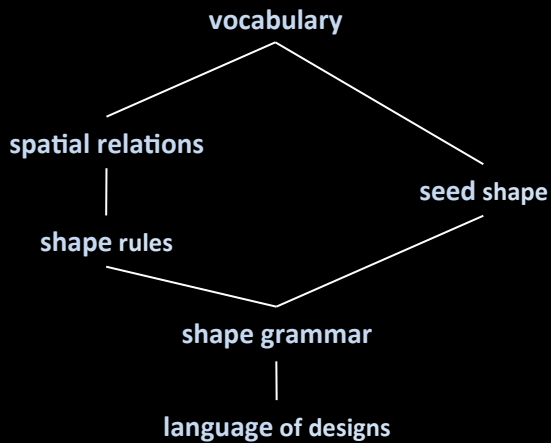 vocabulary
spatial relations
seed shape
shape rules
shape grammar
language of designs